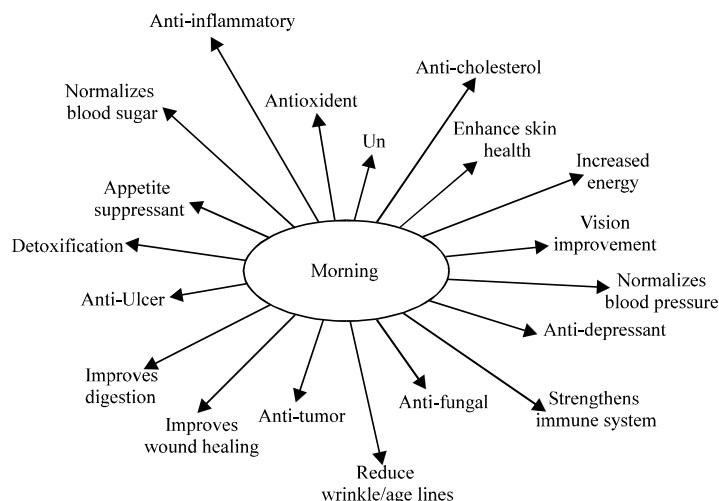 Anti-inflammatory
Anti-cholesterol
Normalizes
blood sugar
Antioxident
Un
Enhance skin
health
Increased
energy
Appetite
suppressant
Vision
improvement
Detoxification
Morning
Normalizes
blood pressure
Anti-Ulcer
Anti-depressant
Improves
digestion
Improves
wound healing
Anti-tumor
Anti-fungal
Strengthens
immune system
Reduce
wrinkle/age lines